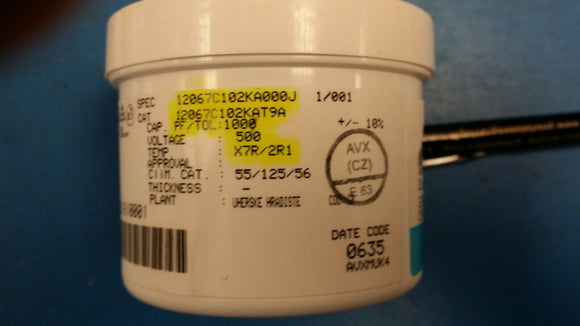 SPEC 12067C102KA000J 1/001
CAT 12067C102KAT9A
CAP. PF/TOL: 1000 +/- 10%
VOLTAGE : 500
TEMP : X7R/2R1
APPROVAL :
Clim. CAT. : 55/125/56
THICKNESS : -
PLANT : UHERSKE HRADISTE
AVX
(CZ)
E 63
DATE CODE
0635
AVXMUK4